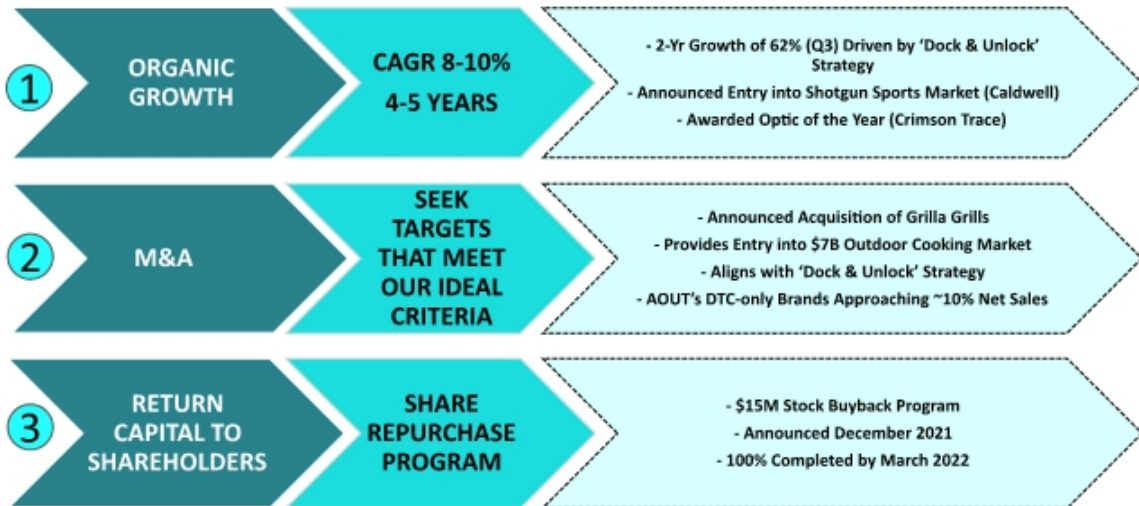 1
ORGANIC
GROWTH
CAGR 8-10%
4-5 YEARS
- 2-Yr Growth of 62% (Q3) Driven by ‘Dock & Unlock’
Strategy
- Announced Entry into Shotgun Sports Market (Caldwell)
- Awarded Optic of the Year (Crimson Trace)
2
M&A
SEEK
TARGETS
THAT MEET
OUR IDEAL
CRITERIA
- Announced Acquisition of Grilla Grills
- Provides Entry into $7B Outdoor Cooking Market
- Aligns with ‘Dock & Unlock’ Strategy
- AOUT’s DTC-only Brands Approaching ~10% Net Sales
3
RETURN
CAPITAL TO
SHAREHOLDERS
SHARE
REPURCHASE
PROGRAM
- $15M Stock Buyback Program
- Announced December 2021
- 100% Completed by March 2022